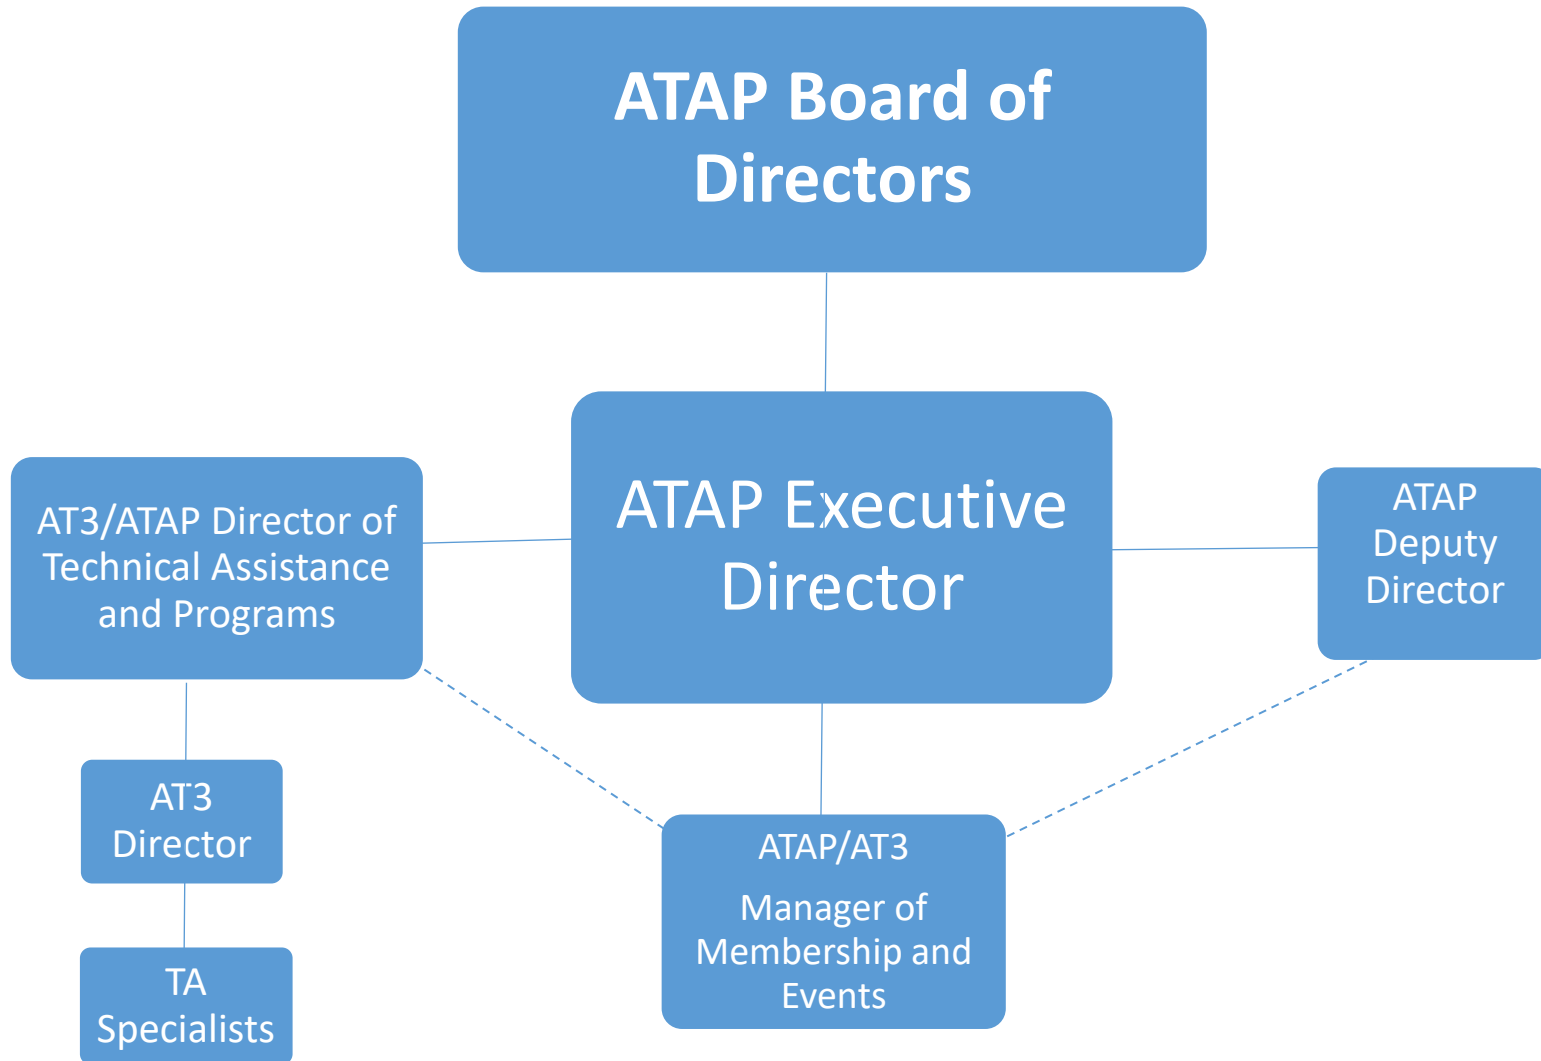 ATAP Board of
Directors
ATAP Executive
Director
AT3/ATAP Director of
Technical Assistance
and Programs
ATAP
Deputy
Director
AT3
Director
ATAP/AT3
Manager of
Membership and
Events
TA
Specialists